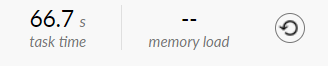 66.7 s
task time
--
memory load